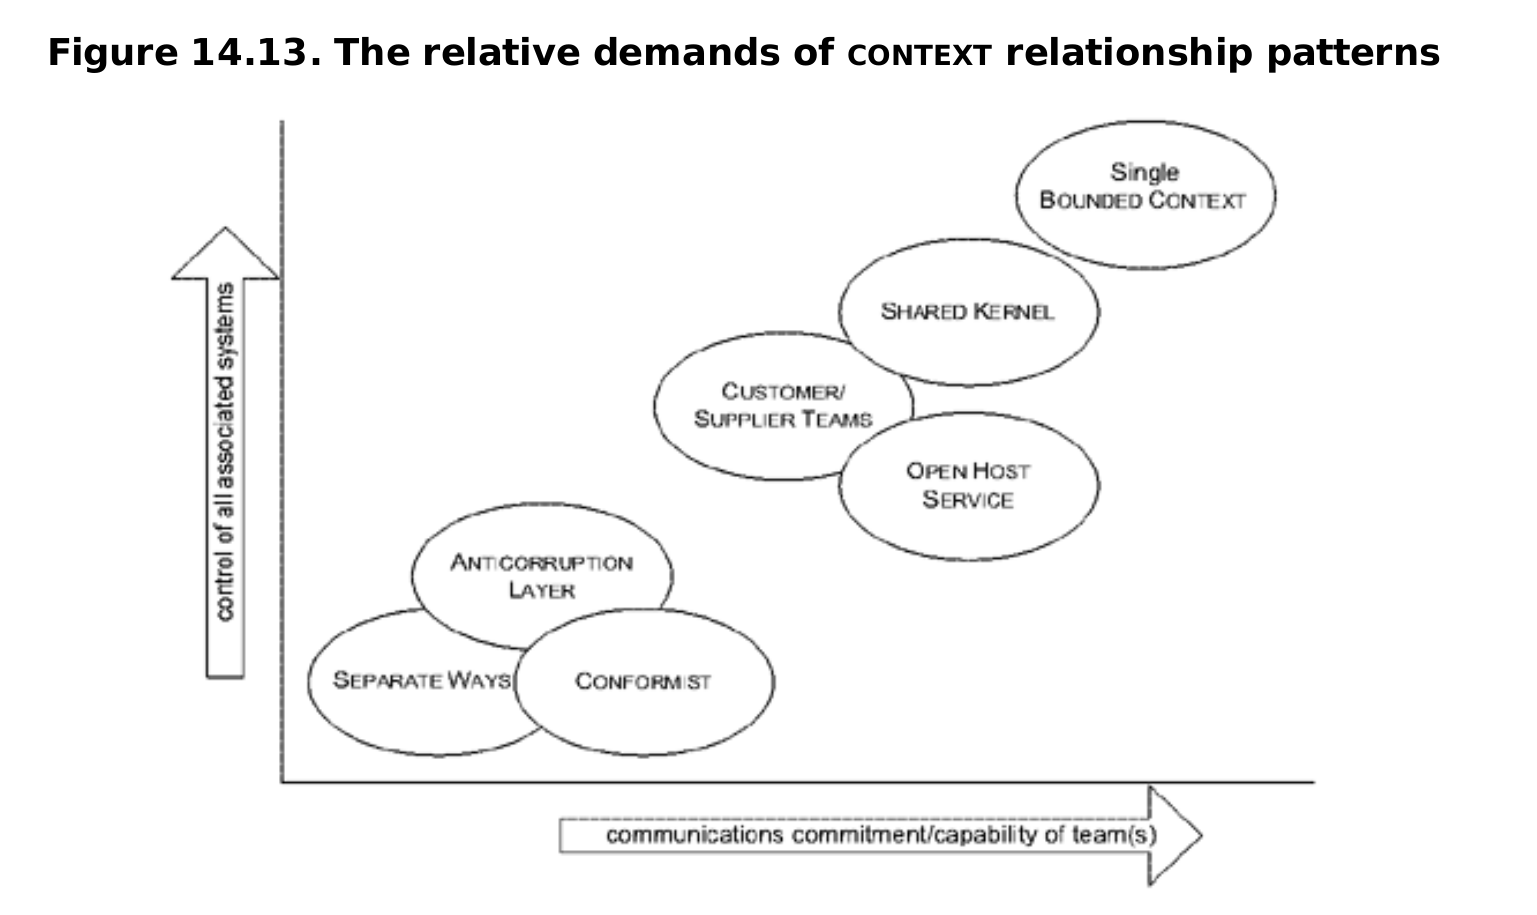 Figure 14.13. The relative demands of CONTEXT relationship patterns
Single
BOUNDED CONTEXT
SHARED KERNEL
CUSTOMER/
SUPPLIER TEAMS
OPEN HOST
SERVICE
ANTICORRUPTION
LAYER
SEPARATE WAYS
CONFORMIST
control of all associated systems
communications commitment/capability of team(s)